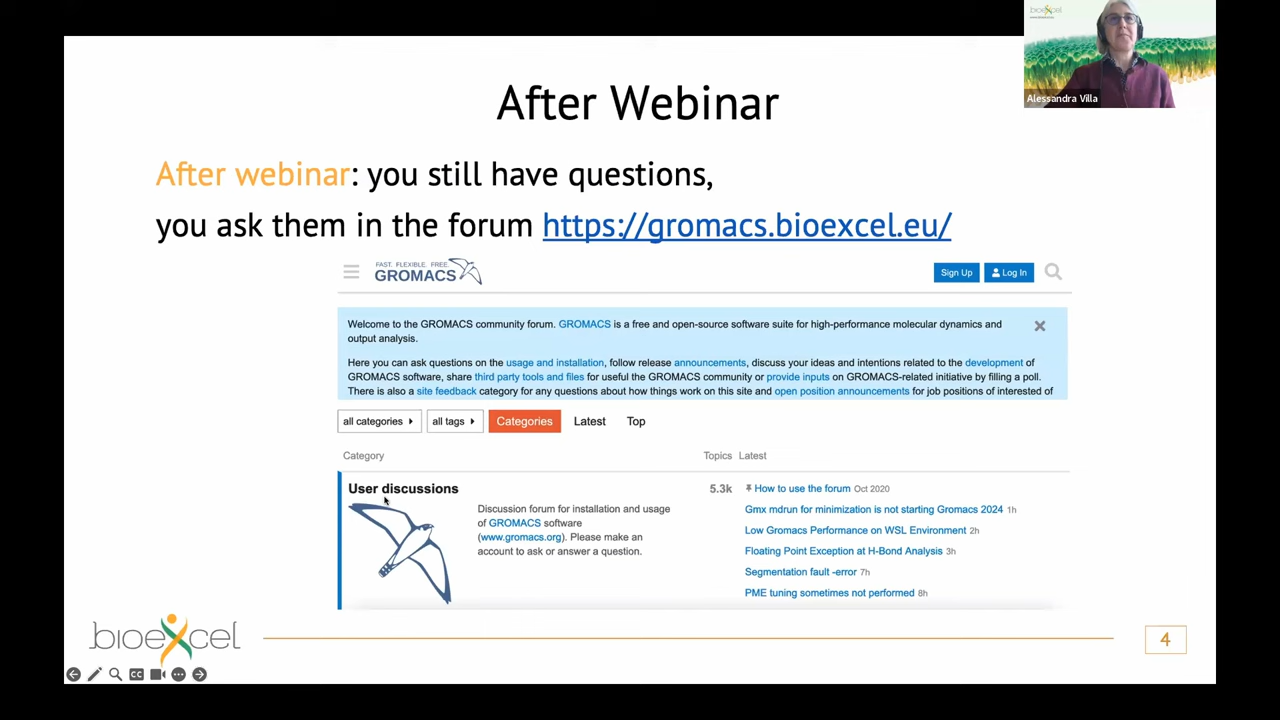 bioexcel
Alessandra Villa
After Webinar
After webinar: you still have questions,
you ask them in the forum https://gromacs.bioexcel.eu/
FAST. FLEXIBLE. FREE.
GROMACS
Sign Up
Log In
Welcome to the GROMACS community forum. GROMACS is a free and open-source software suite for high-performance molecular dynamics and
output analysis.
Here you can ask questions on the usage and installation, follow release announcements, discuss your ideas and intentions related to the development of
GROMACS software, share third party tools and files for useful the GROMACS community or provide inputs on GROMACS-related initiative by filling a poll.
There is also a site feedback category for any questions about how things work on this site and open position announcements for job positions of interested of
all categories
all tags
Categories
Latest
Top
Category
Topics
Latest
User discussions
Discussion forum for installation and usage
of GROMACS software
(www.gromacs.org). Please make an
account to ask or answer a question.
5.3k
How to use the forum Oct 2020
Gmx mdrun for minimization is not starting Gromacs 2024 1h
Low Gromacs Performance on WSL Environment 2h
Floating Point Exception at H-Bond Analysis 3h
Segmentation fault -error 7h
PME tuning sometimes not performed 8h
bioexcel
4
CC